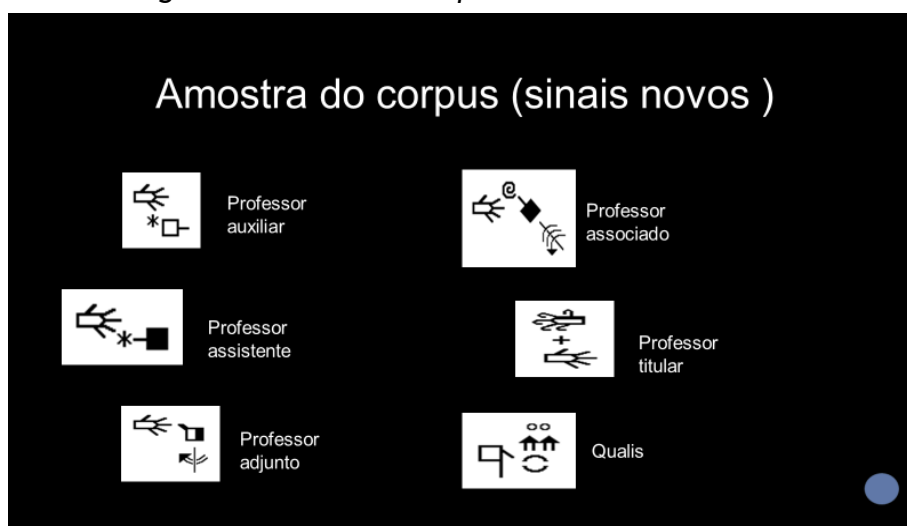 Amostra do corpus (sinais novos )
Professor
auxiliar
Professor
associado
Professor
assistente
Professor
titular
Professor
adjunto
Qualis